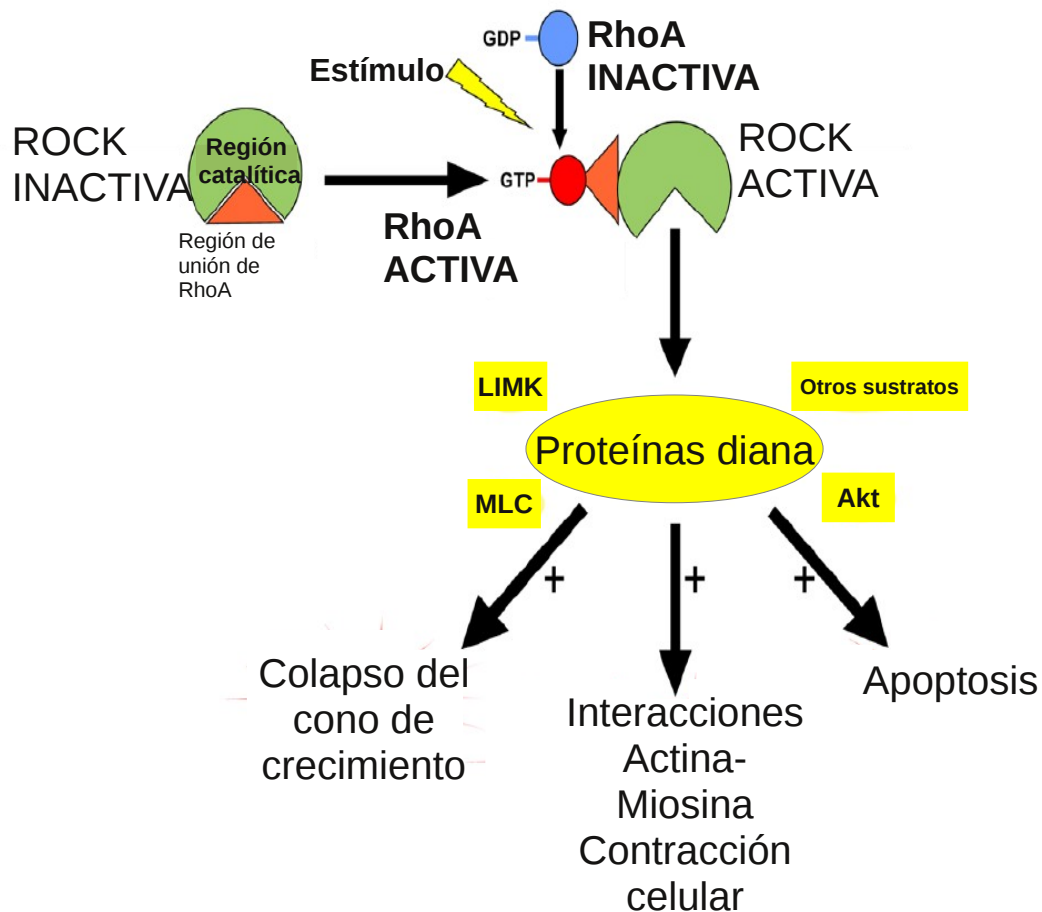 GDP
RhoA
INACTIVA
Estímulo
ROCK
INACTIVA
Región
catalítica
Región de
unión de
RhoA
GTP
RhoA
ACTIVA
ROCK
ACTIVA
LIMK
Otros sustratos
Proteínas diana
MLC
Akt
+
+
+
Colapso del
cono de
crecimiento
Interacciones
Actina-
Miosina
Contracción
celular
Apoptosis